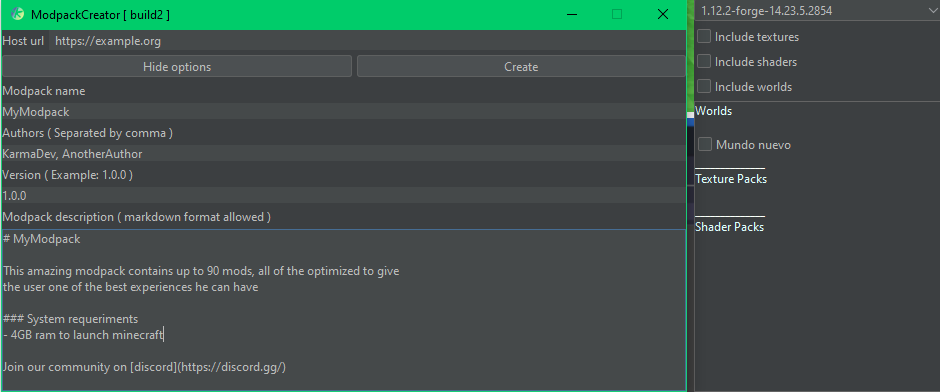 ModpackCreator [ build2 ]
Host url https://example.org
Hide options
Create
Modpack name
MyModpack
Authors ( Separated by comma )
KarmaDev, AnotherAuthor
Version ( Example: 1.0.0 )
1.0.0
Modpack description ( markdown format allowed )
# MyModpack
This amazing modpack contains up to 90 mods, all of the optimized to give
the user one of the best experiences he can have
### System requeriments
- 4GB ram to launch minecraft
Join our community on [discord](https://discord.gg/)
1.12.2-forge-14.23.5.2854
Include textures
Include shaders
Include worlds
Worlds
Mundo nuevo
Texture Packs
Shader Packs